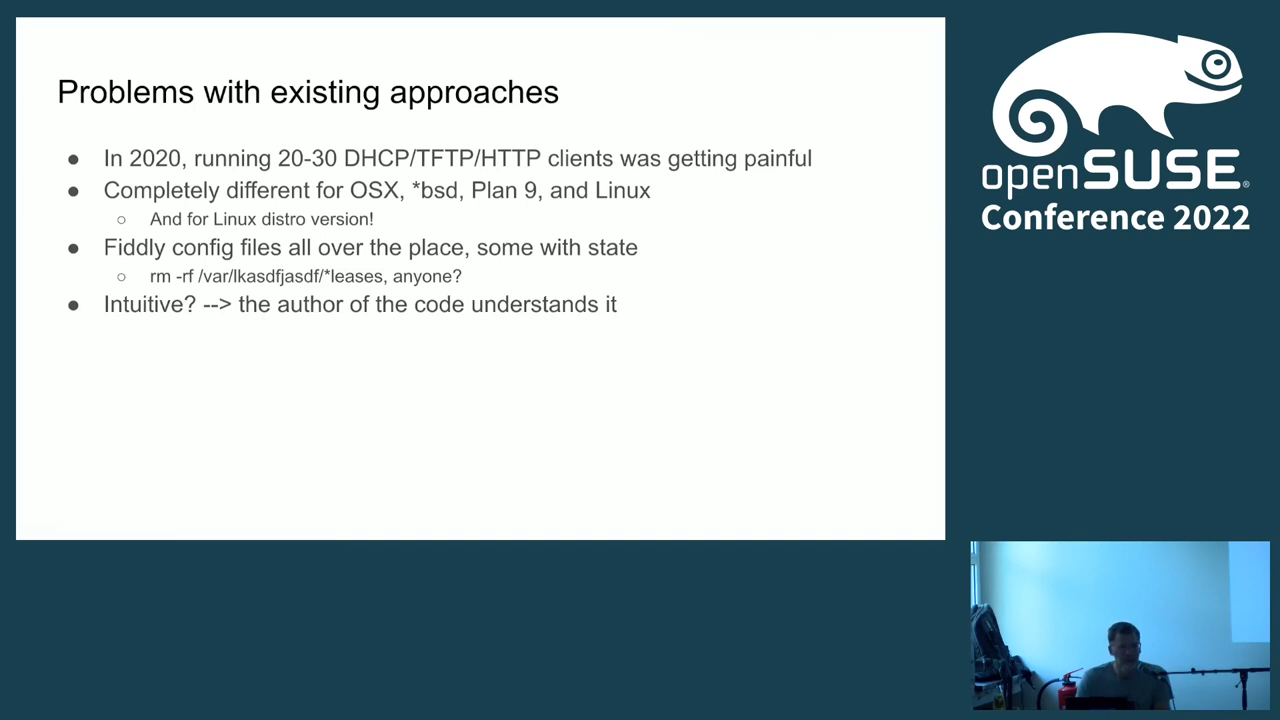 Problems with existing approaches
● In 2020, running 20-30 DHCP/TFTP/HTTP clients was getting painful
● Completely different for OSX, *bsd, Plan 9, and Linux
○ And for Linux distro version!
● Fiddly config files all over the place, some with state
○ rm -rf /var/lkasdfjasdf/*leases, anyone?
● Intuitive? --> the author of the code understands it
openSUSE®
Conference 2022